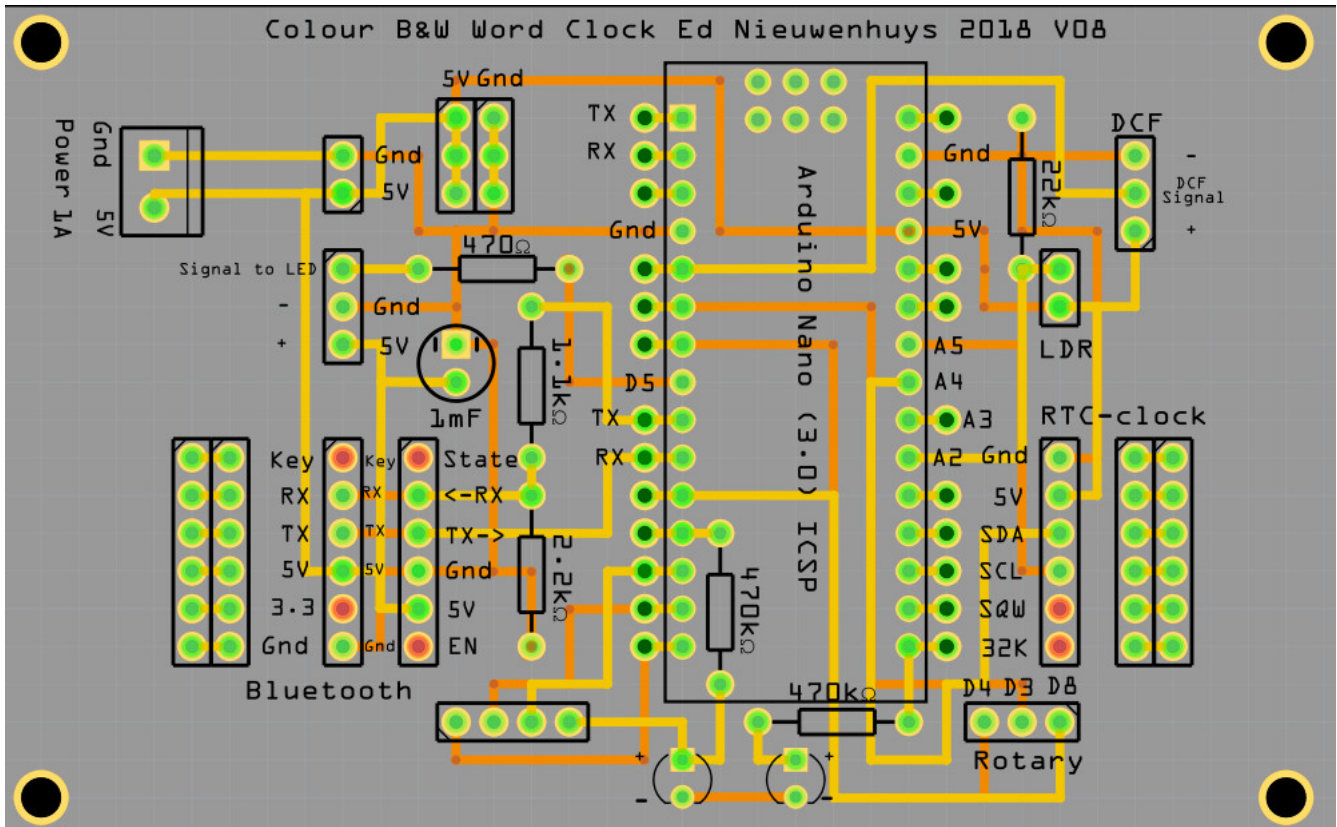 Colour B&W Word Clock Ed Nieuwenhuys 2018 V08
5V Gnd
Power 1A
Gnd
5V
Gnd
5V
TX
RX
Gnd
D5
TX
RX
Arduino Nano (3.0) ICSP
Gnd
5V
A5
A4
A3
A2
22kΩ
DCF
-
DCF
Signal
+
LDR
470Ω
Signal to LED
-
Gnd
+
5V
1mF
1.1kΩ
2.2kΩ
Key
RX
TX
5V
3.3
Gnd
Key
RX
TX
5V
Gnd
State
<-RX
TX->
Gnd
5V
EN
Bluetooth
RTC-clock
Gnd
5V
SDA
SCL
SQW
32K
470kΩ
470kΩ
D4 D3 D8
Rotary
+
-
+
-